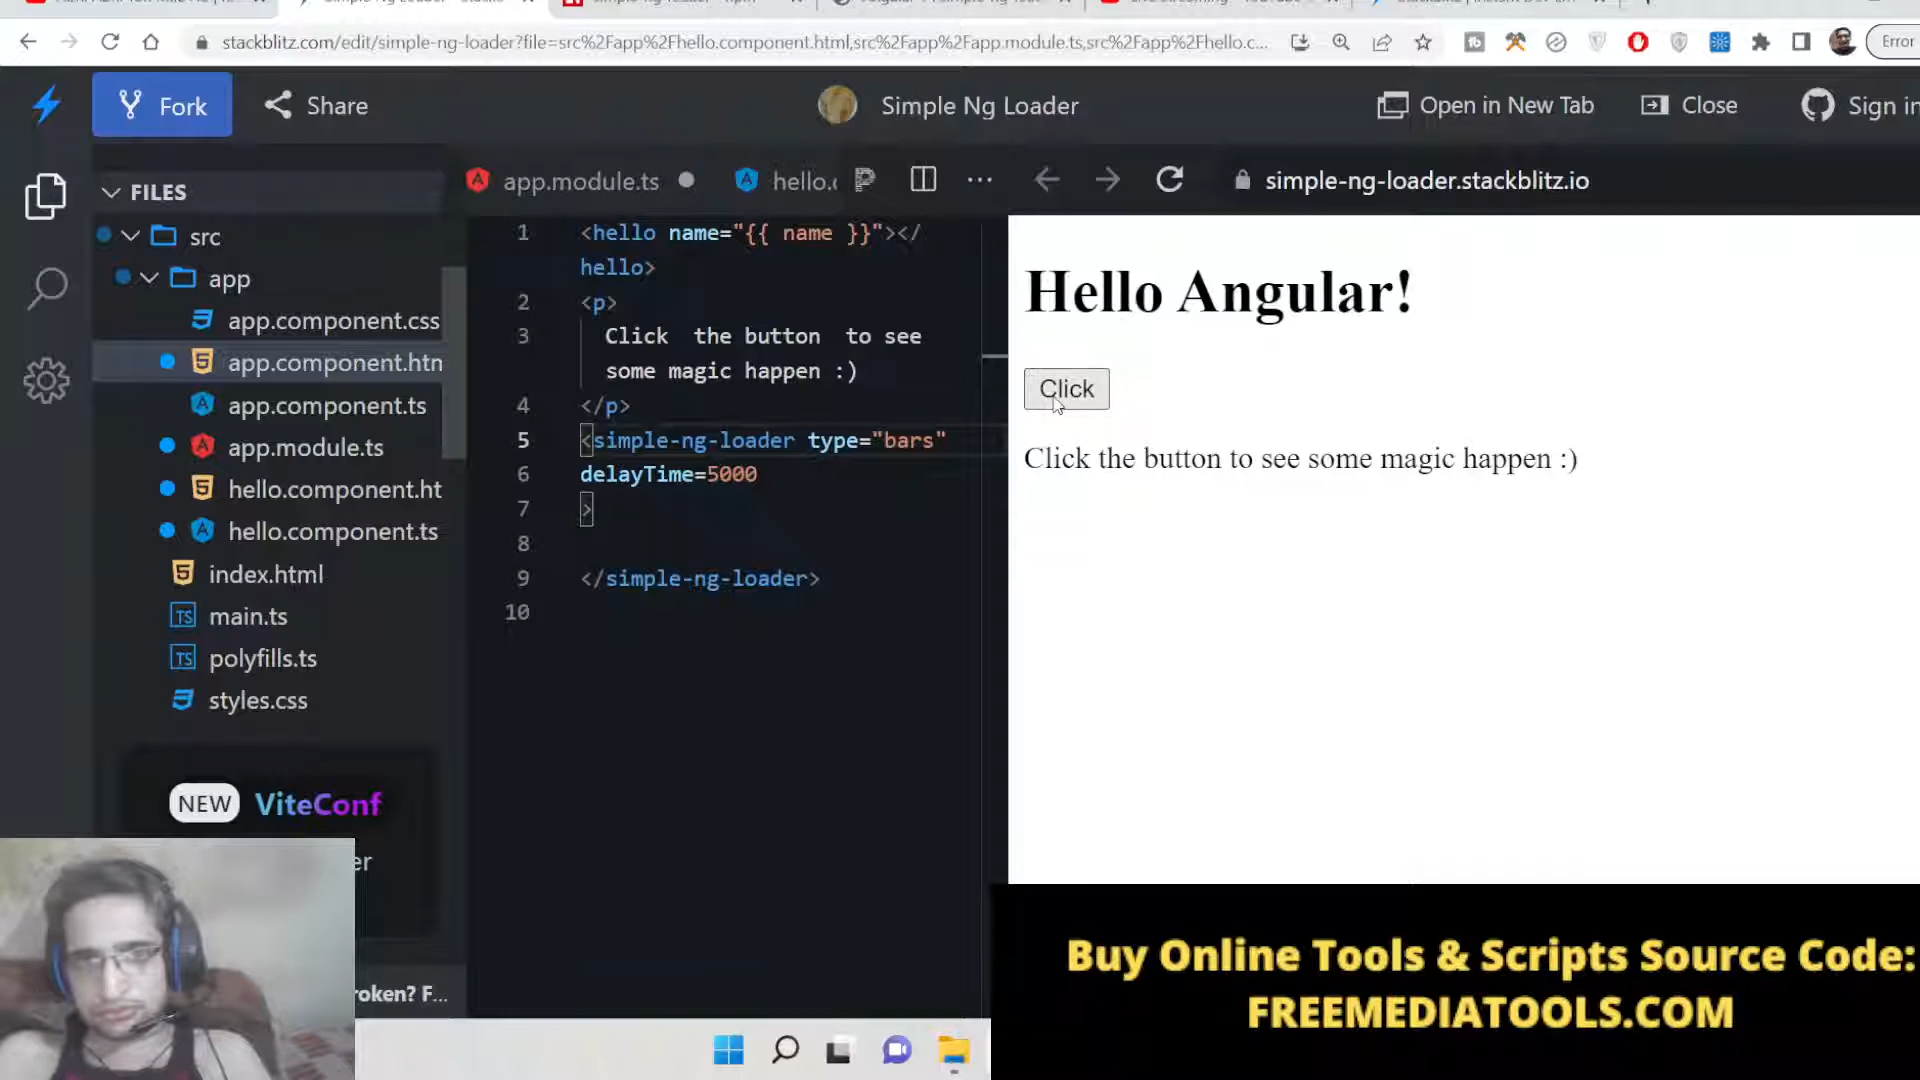 stackblitz.com/edit/simple-ng-loader?file=src%2Fapp%2Fhello.component.html,src%2Fapp%2Fapp.module.ts,src%2Fapp%2Fhello.c...
Error
Fork
Share
Simple Ng Loader
Open in New Tab
Close
Sign in
FILES
src
app
app.component.css
app.component.htn
app.component.ts
app.module.ts
hello.component.ht
hello.component.ts
index.html
main.ts
polyfills.ts
styles.css
NEW ViteConf
er
roken? F...
app.module.ts
hello.c
1 <hello name="{{ name }}"></
hello>
2 <p>
3 Click the button to see
some magic happen :)
4 </p>
5 <simple-ng-loader type="bars"
6 delayTime=5000
7 >
8
9 </simple-ng-loader>
10
simple-ng-loader.stackblitz.io
Hello Angular!
Click
Click the button to see some magic happen :)
Buy Online Tools & Scripts Source Code:
FREEMEDIATOOLS.COM